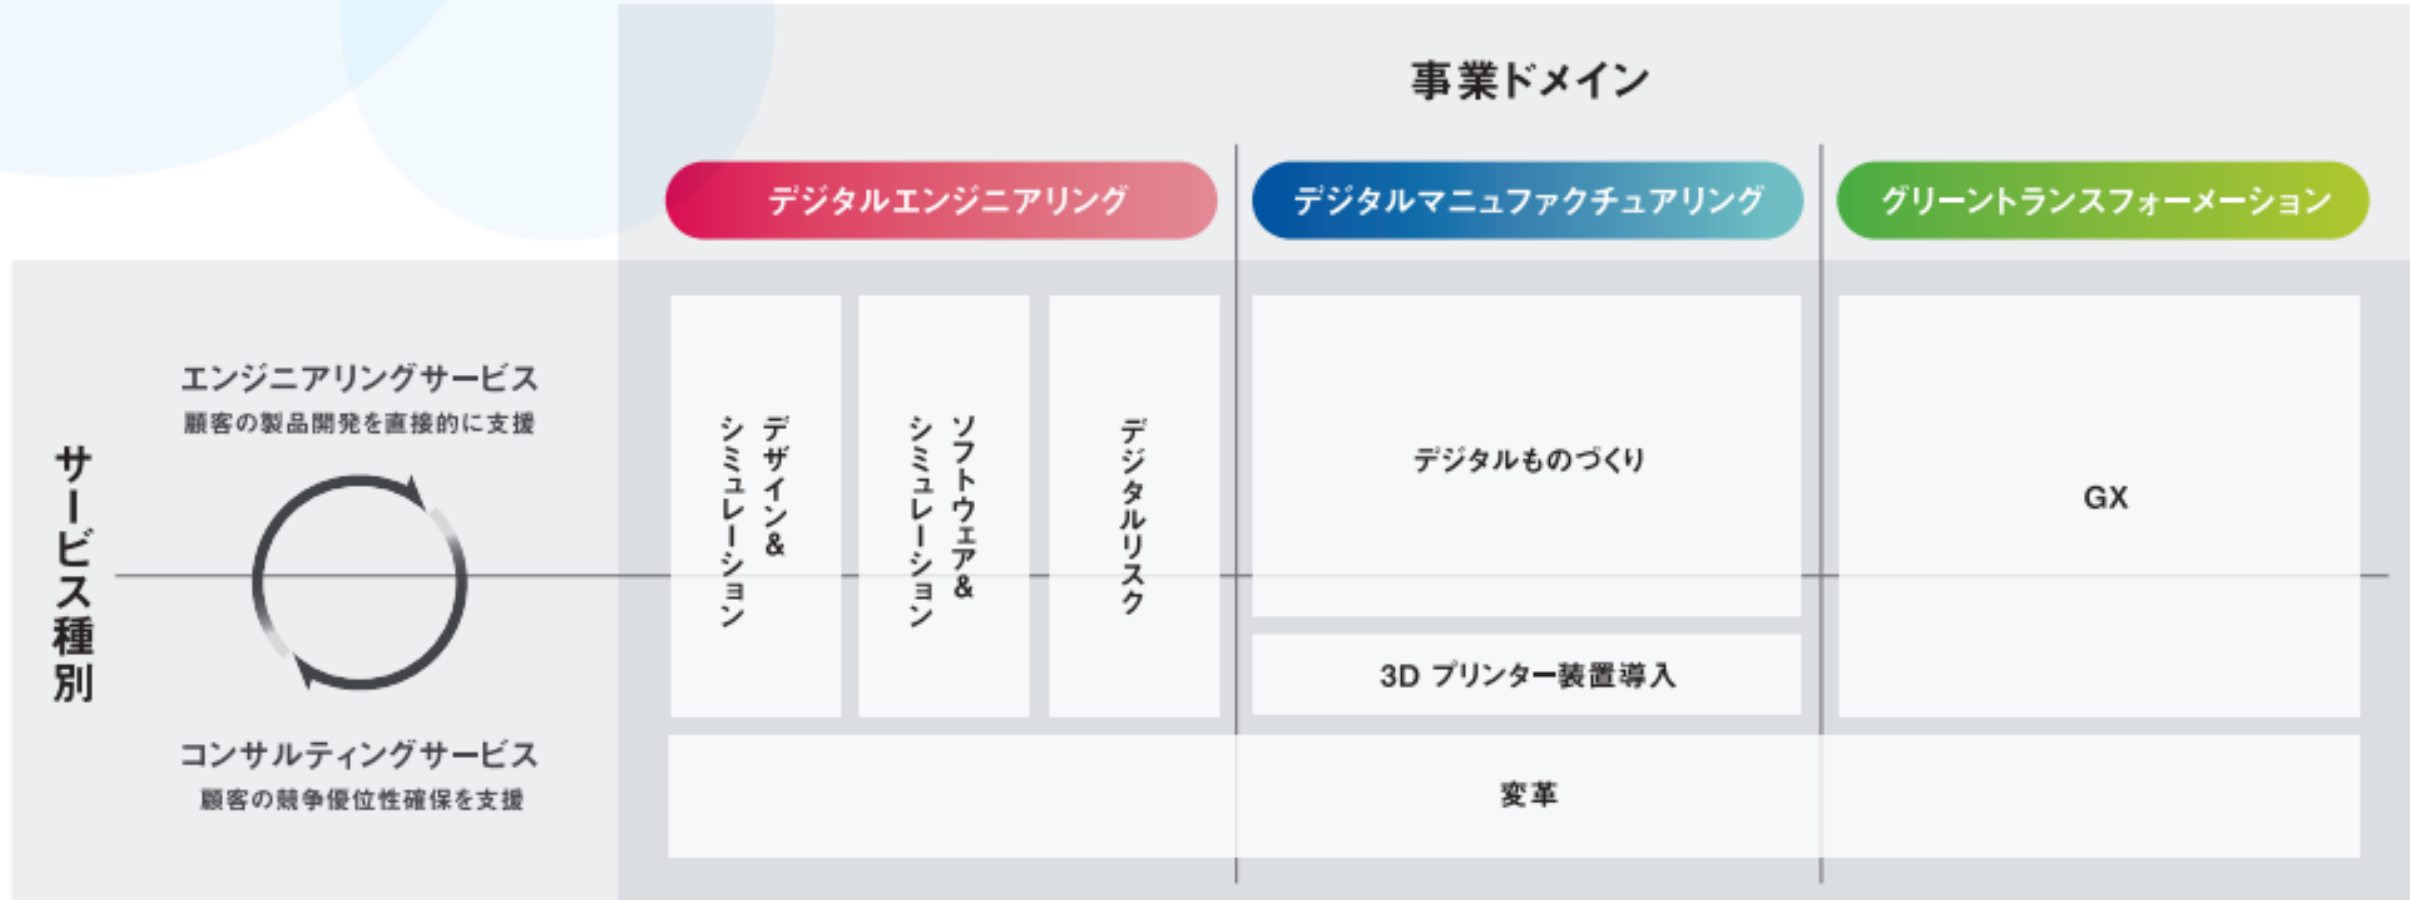 事業ドメイン
デジタルエンジニアリング
デジタルマニュファクチュアリング
グリーントランスフォーメーション
サービス種別
エンジニアリングサービス
顧客の製品開発を直接的に支援
コンサルティングサービス
顧客の競争優位性確保を支援
デザイン&
シミュレーション
ソフトウェア&
シミュレーション
デジタルリスク
デジタルものづくり
3D プリンター装置導入
GX
変革